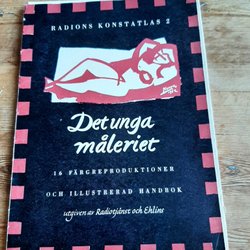 RADIONS KONSTATLAS 2
Det unga
måleriet
16 FÄRGREPRODUKTIONER
OCH ILLUSTRERAD HANDBOK
utgiven av Radiotjänst och Ehlins